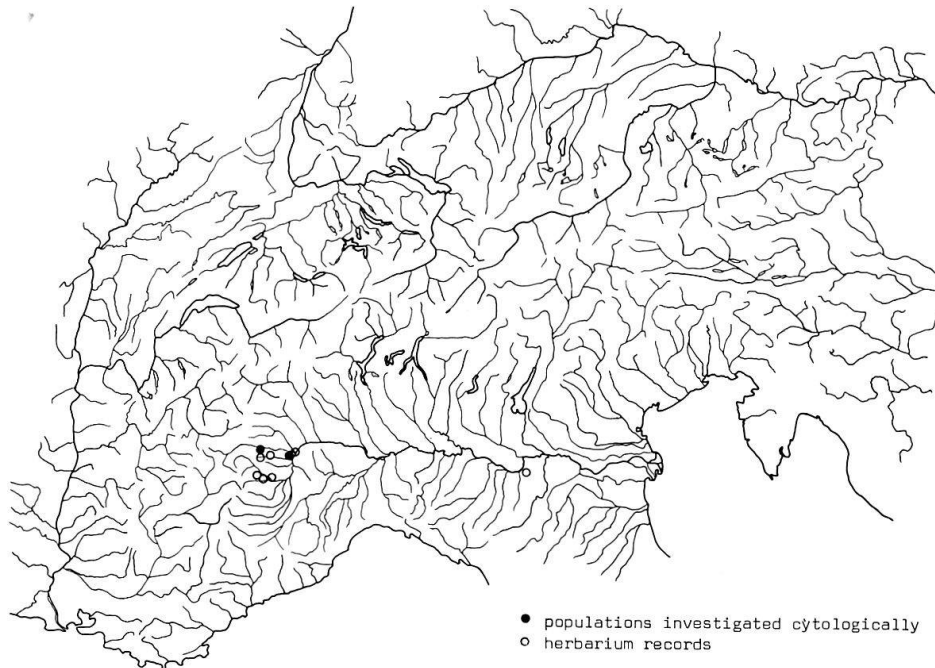 ● populations investigated cytologically
○ herbarium records